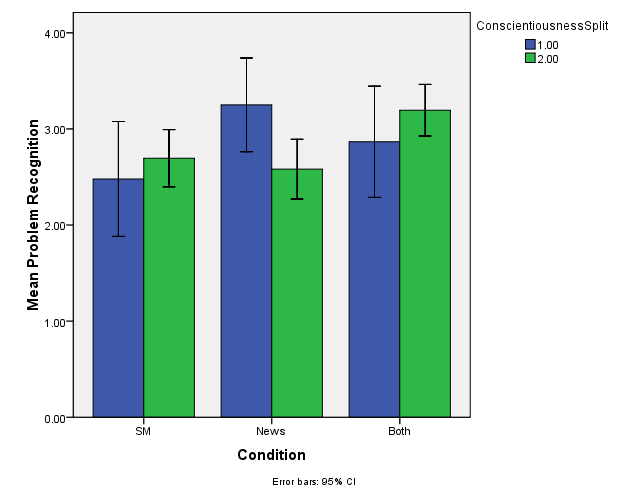 ConscientiousnessSplit
1.00
2.00
Mean Problem Recognition
4.00
3.00
2.00
1.00
0.00
SM
News
Both
Condition
Error bars: 95% CI